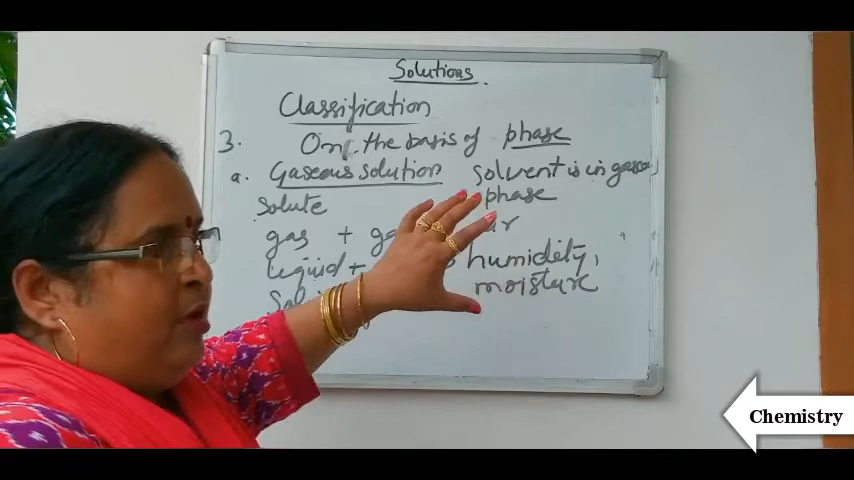 Solutions
Classification
3. On the basis of phase
a. Gaseous solution solvent is in gaseous
solute phase
gas +
Liquid + humidity,
moisture
Chemistry